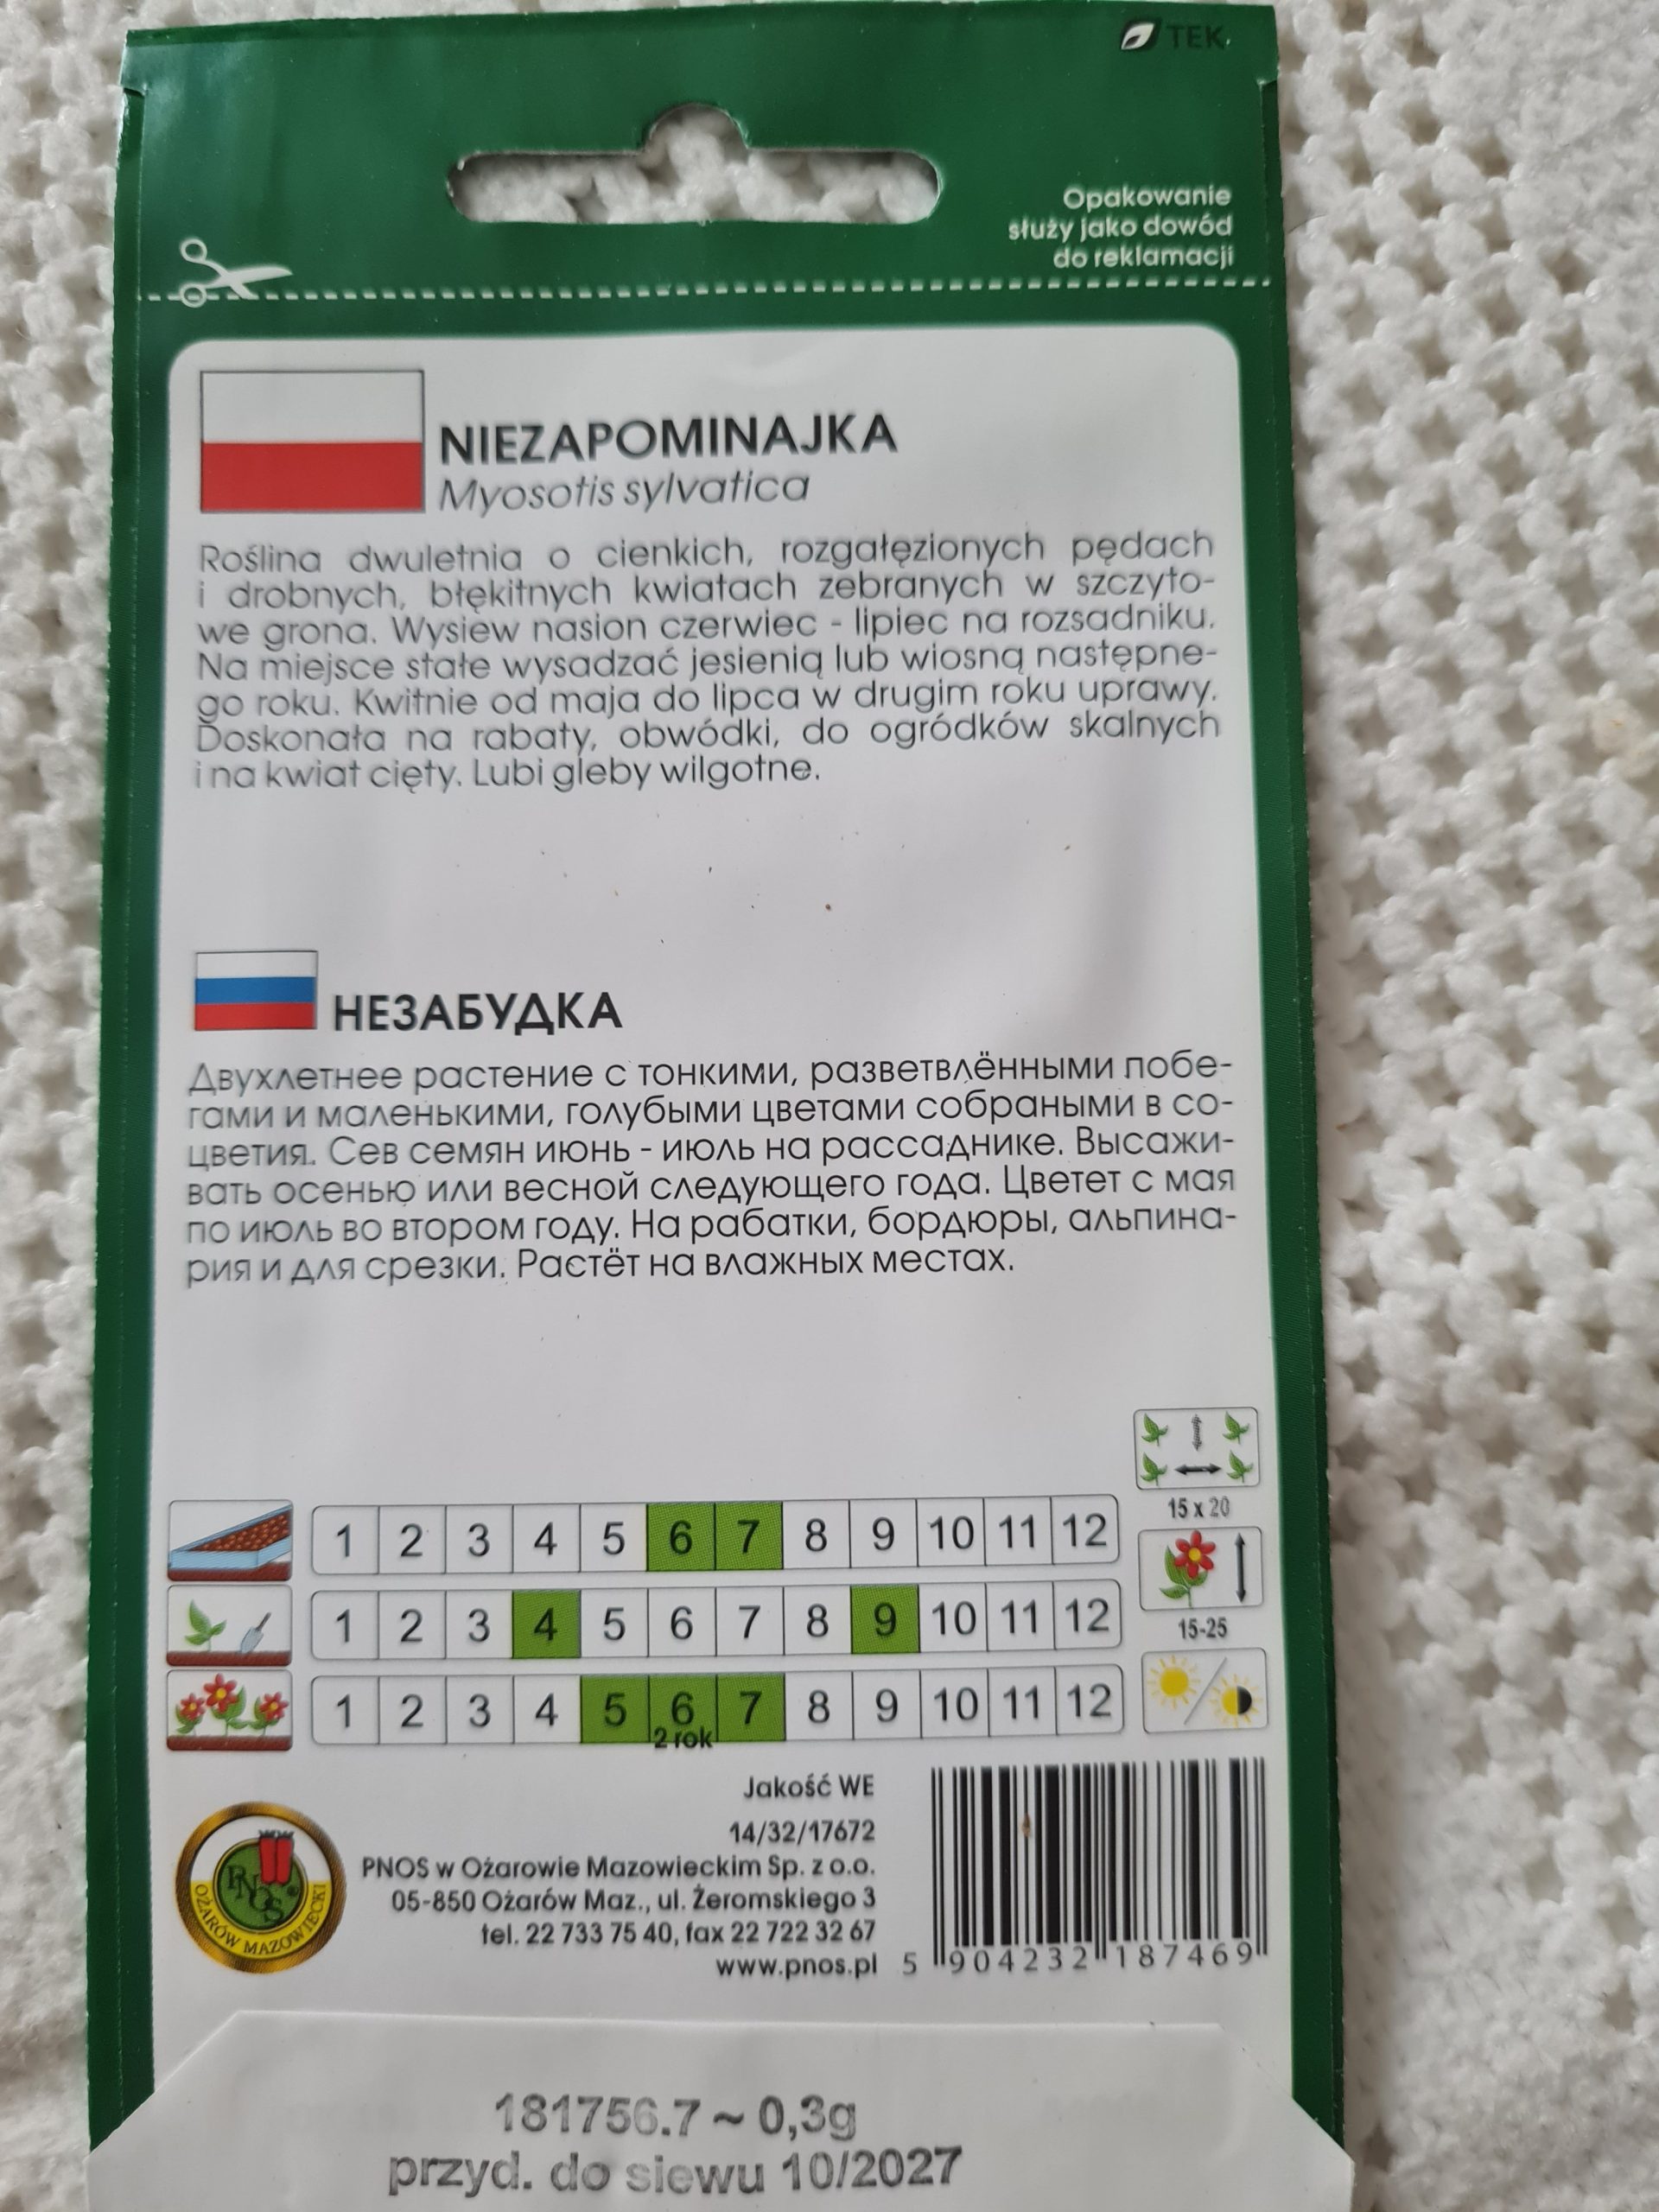 TEK
Opakowanie
służy jako dowód
do reklamacji
NIEZAPOMINAJKA
Myosotis sylvatica
Roślina dwuletnia o cienkich, rozgałęzionych pędach
i drobnych, błękitnych kwiatach zebranych w szczyto-
we grona. Wysiew nasion czerwiec - lipiec na rozsadniku.
Na miejsce stałe wysadzać jesienią lub wiosną następne-
go roku. Kwitnie od maja do lipca w drugim roku uprawy.
Doskonała na rabaty, obwódki, do ogródków skalnych
i na kwiat cięty. Lubi gleby wilgotne.
НЕЗАБУДКА
Двухлетнее растение с тонкими, разветвлёнными побе-
гами и маленькими, голубыми цветами собраными в со-
цветия. Сев семян июнь - июль на рассаднике. Высажи-
вать осенью или весной следующего года. Цветет с мая
по июль во втором году. На рабатки, бордюры, альпина-
рия и для срезки. Растёт на влажных местах.
15 x 20
1 2 3 4 5 6 7 8 9 10 11 12
15-25
1 2 3 4 5 6 7 8 9 10 11 12
1 2 3 4 5 6 7 8 9 10 11 12
2 rok
Jakość WE
14/32/17672
PNOS w Ożarowie Mazowieckim Sp. z o.o.
05-850 Ożarów Maz., ul. Żeromskiego 3
tel. 22 733 75 40, fax 22 722 32 67
www.pnos.pl
PNOS®
OŻARÓW MAZOWIECKI
5 904232 187469
181756.7 ~ 0,3g
przyd. do siewu 10/2027